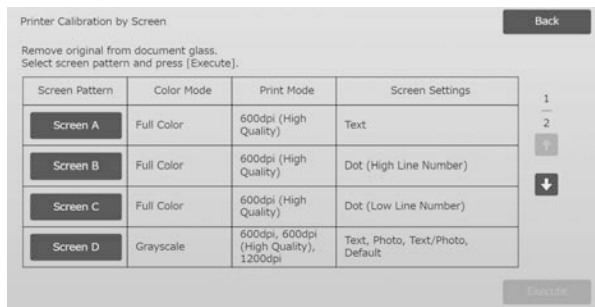 Printer Calibration by Screen
Back
Remove original from document glass.
Select screen pattern and press [Execute].
Screen Pattern Color Mode Print Mode Screen Settings
Screen A Full Color 600dpi (High Quality) Text
Screen B Full Color 600dpi (High Quality) Dot (High Line Number)
Screen C Full Color 600dpi (High Quality) Dot (Low Line Number)
Screen D Grayscale 600dpi, 600dpi (High Quality), 1200dpi Text, Photo, Text/Photo, Default
1
2
Execute